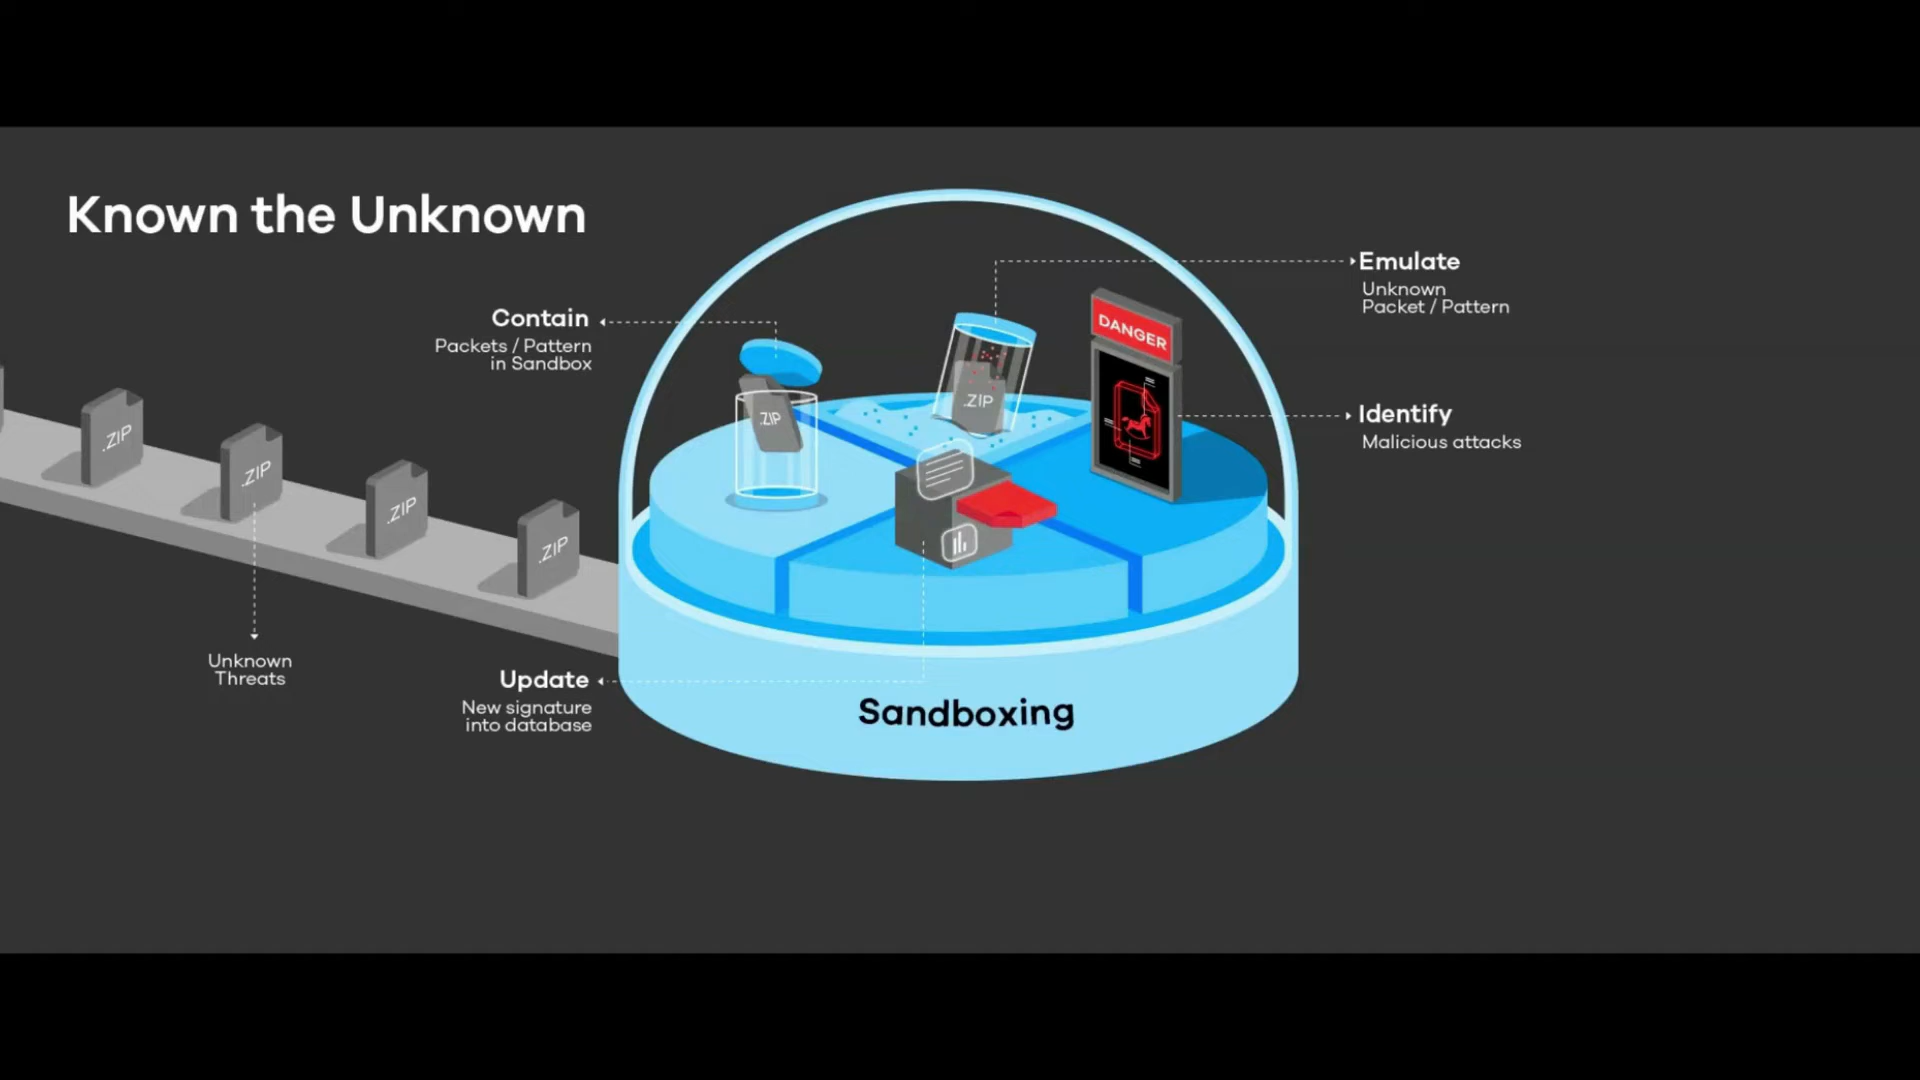 Known the Unknown
Contain
Packets / Pattern
in Sandbox
Emulate
Unknown
Packet / Pattern
DANGER
Identify
Malicious attacks
.ZIP
.ZIP
.ZIP
.ZIP
.ZIP
.ZIP
Unknown
Threats
Update
New signature
into database
Sandboxing